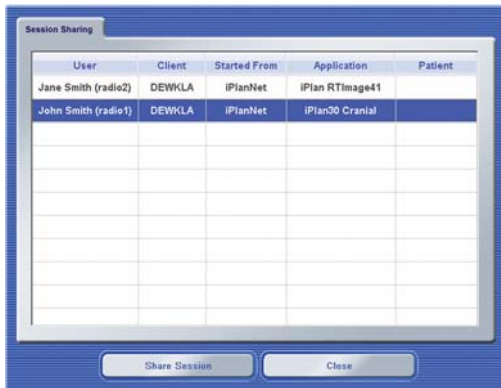 Session Sharing
User Client Started From Application Patient
Jane Smith (radio2) DEWKLA iPlanNet iPlan RTImage41
John Smith (radio1) DEWKLA iPlanNet iPlan30 Cranial
Share Session Close